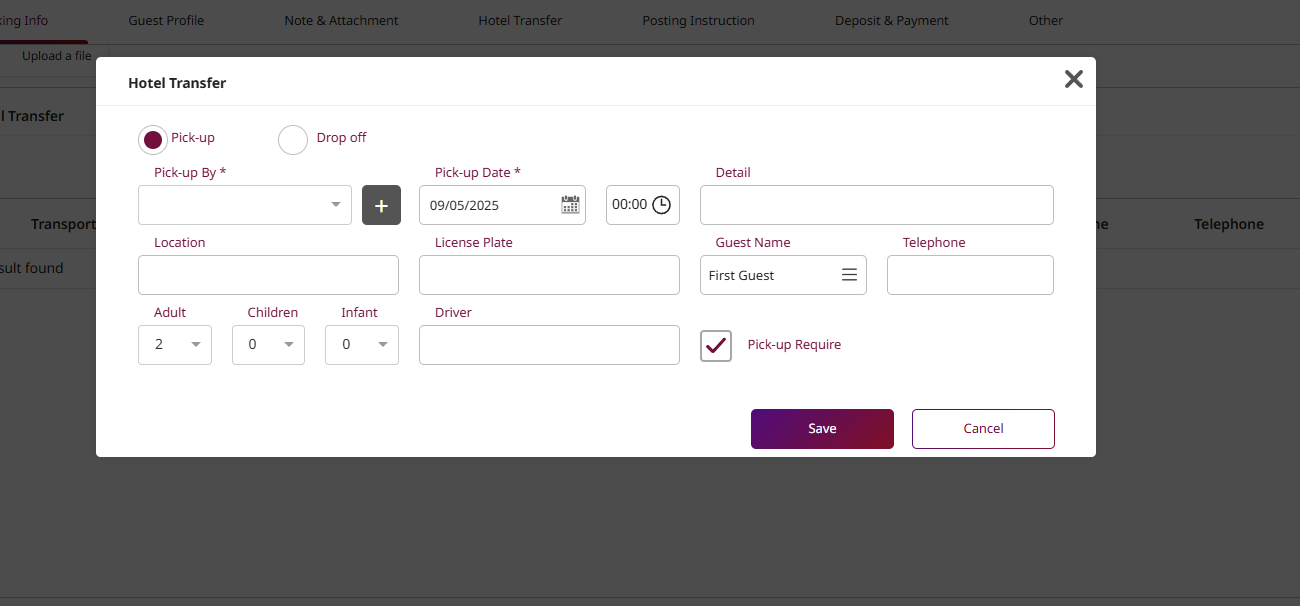 king Info Guest Profile Note & Attachment Hotel Transfer Posting Instruction Deposit & Payment Other
Upload a file
Hotel Transfer
l Transfer
Pick-up Drop off
Pick-up By * Pick-up Date * Detail
+ 09/05/2025 00:00
Transport ne Telephone
Location License Plate Guest Name Telephone
sult found First Guest
Adult Children Infant Driver
2 0 0 Pick-up Require
Save Cancel